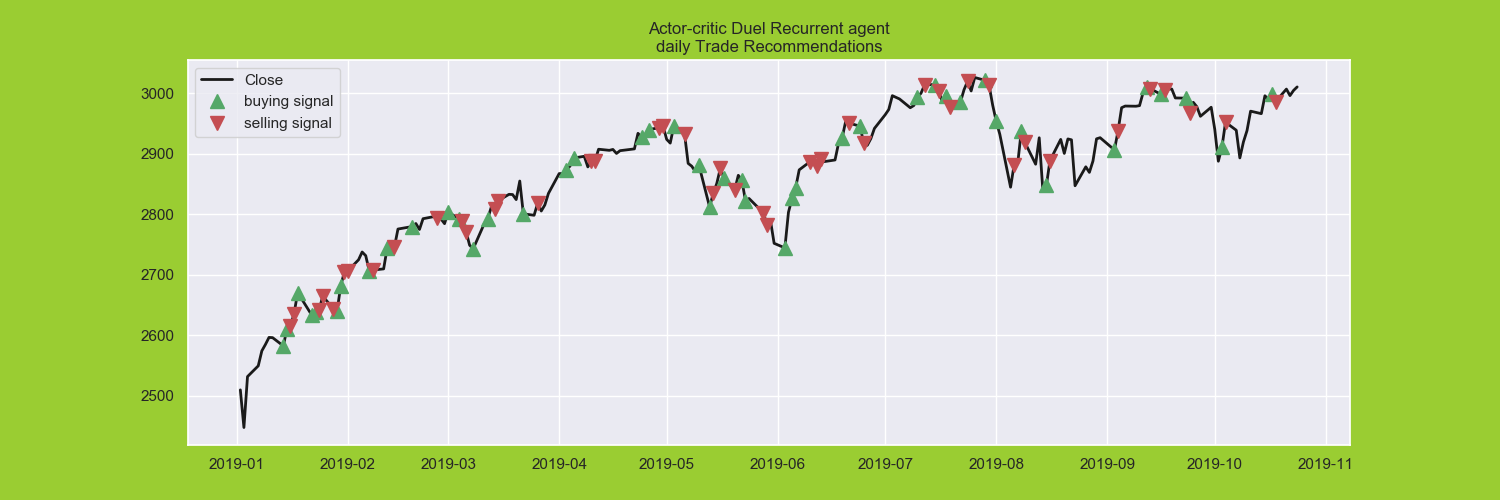 Actor-critic Duel Recurrent agent
daily Trade Recommendations
Close
buying signal
selling signal
3000
2900
2800
2700
2600
2500
2019-01 2019-02 2019-03 2019-04 2019-05 2019-06 2019-07 2019-08 2019-09 2019-10 2019-11